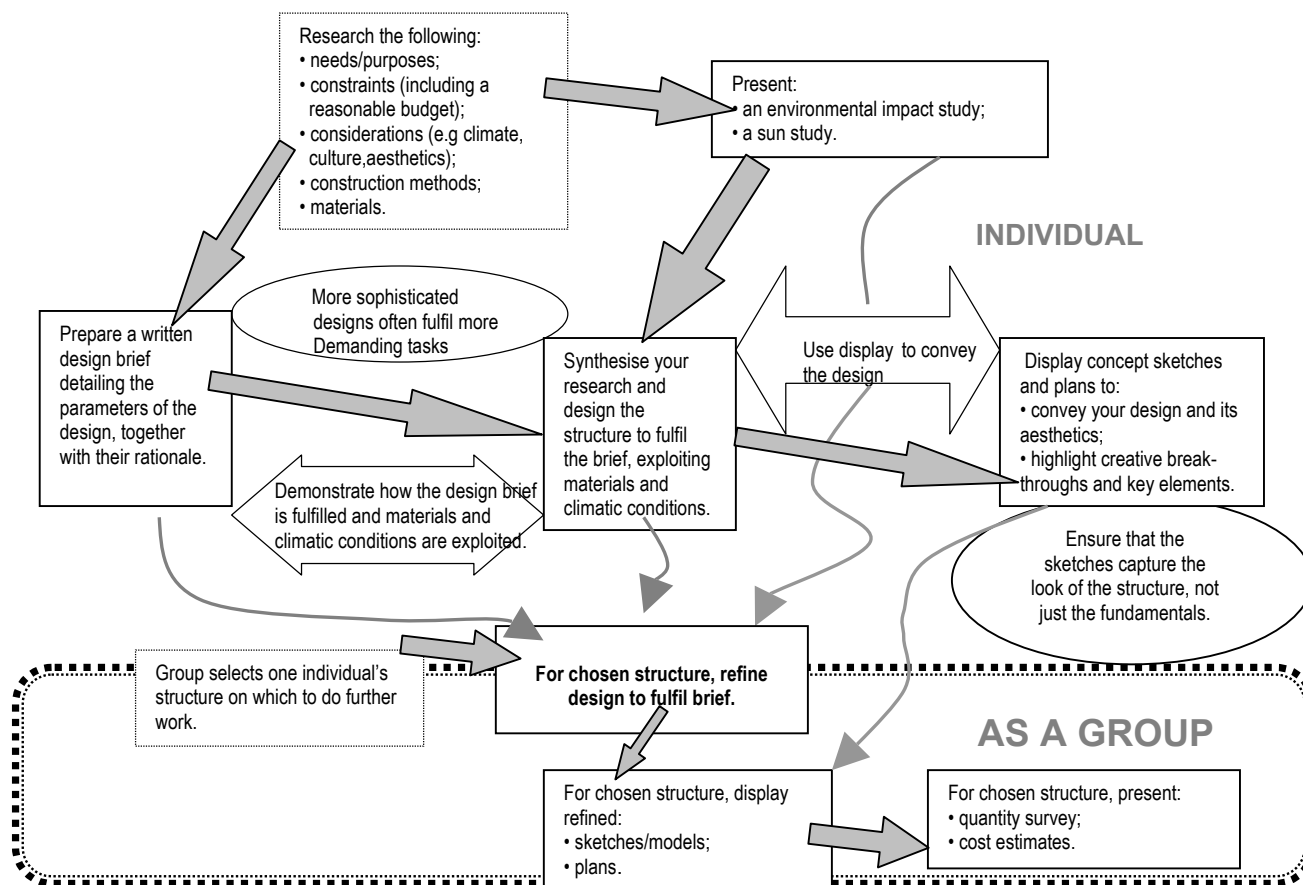 Research the following:
• needs/purposes;
• constraints (including a
reasonable budget);
• considerations (e.g climate,
culture,aesthetics);
• construction methods;
• materials.
Present:
• an environmental impact study;
• a sun study.
INDIVIDUAL
More sophisticated
designs often fulfil more
Demanding tasks
Prepare a written
design brief
detailing the
parameters of the
design, together
with their rationale.
Synthesise your
research and
design the
structure to fulfil
the brief, exploiting
materials and
climatic conditions.
Use display to convey
the design
Display concept sketches
and plans to:
• convey your design and its
aesthetics;
• highlight creative break-
throughs and key elements.
Demonstrate how the design brief
is fulfilled and materials and
climatic conditions are exploited.
Ensure that the
sketches capture the
look of the structure, not
just the fundamentals.
Group selects one individual's
structure on which to do further
work.
For chosen structure, refine
design to fulfil brief.
AS A GROUP
For chosen structure, display
refined:
• sketches/models;
• plans.
For chosen structure, present:
• quantity survey;
• cost estimates.